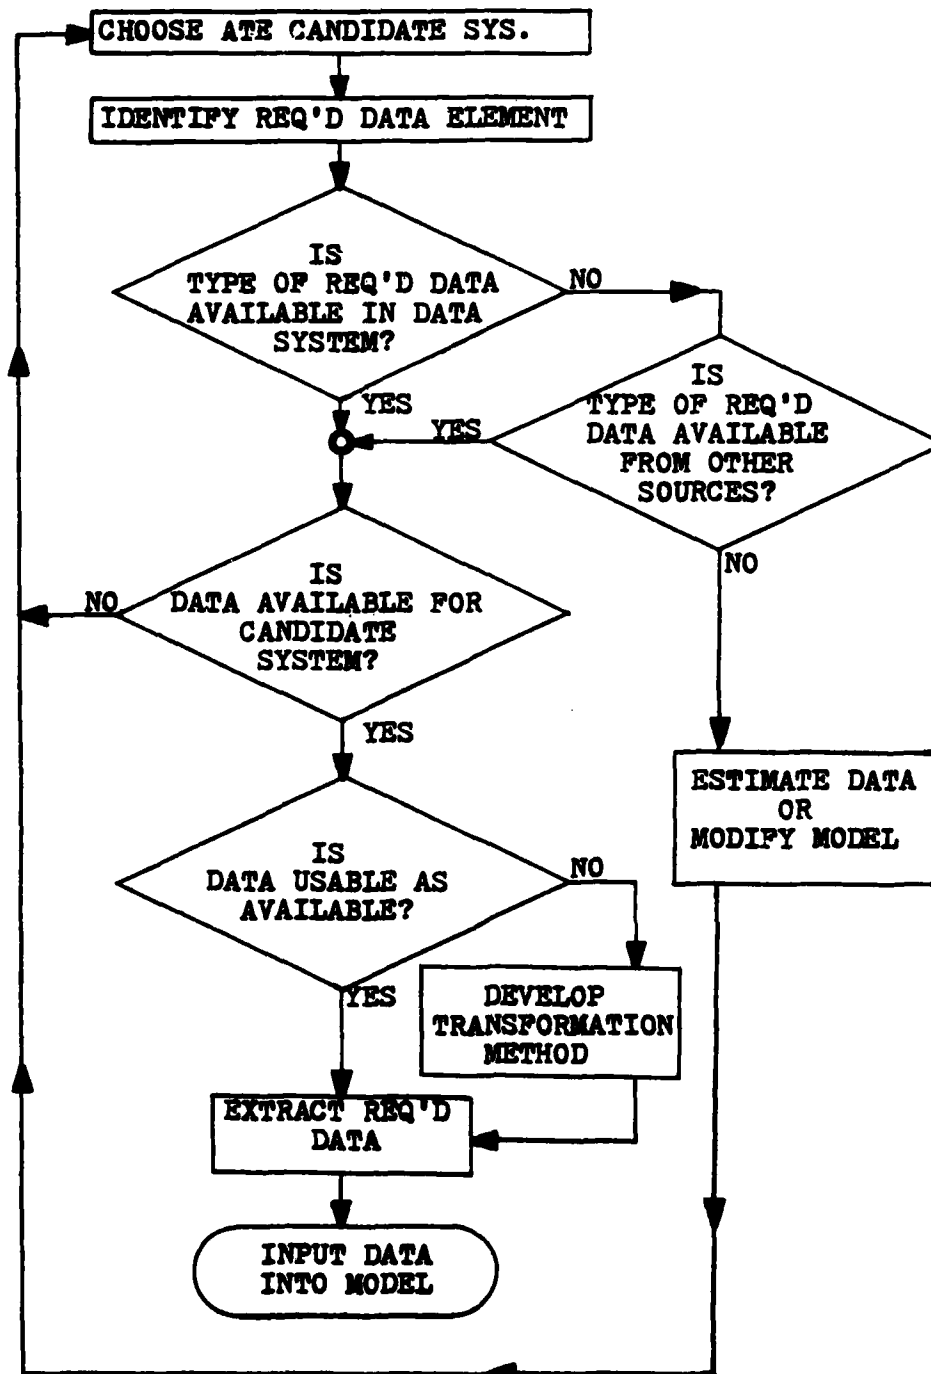 CHOOSE ATE CANDIDATE SYS.
IDENTIFY REQ'D DATA ELEMENT
IS
TYPE OF REQ'D DATA
AVAILABLE IN DATA
SYSTEM?
NO
YES
IS
TYPE OF REQ'D
DATA AVAILABLE
FROM OTHER
SOURCES?
YES
NO
IS
DATA AVAILABLE FOR
CANDIDATE
SYSTEM?
NO
YES
ESTIMATE DATA
OR
MODIFY MODEL
IS
DATA USABLE AS
AVAILABLE?
NO
YES
DEVELOP
TRANSFORMATION
METHOD
EXTRACT REQ'D
DATA
INPUT DATA
INTO MODEL